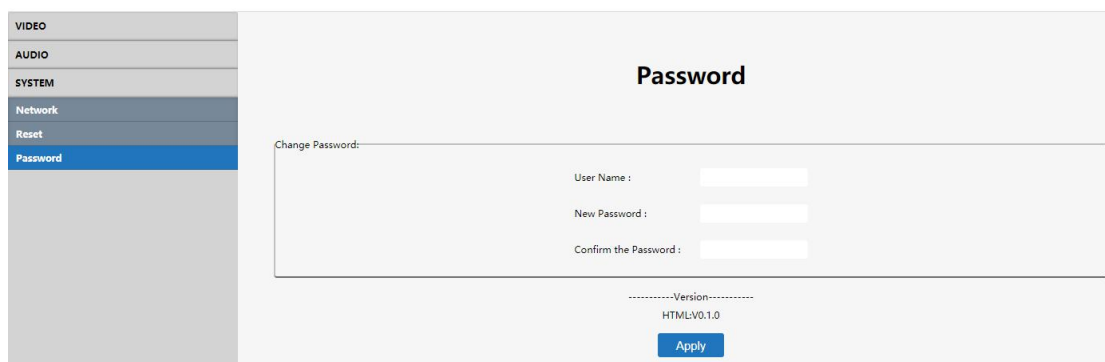 VIDEO
AUDIO
SYSTEM
Network
Reset
Password
Password
Change Password:
User Name :
New Password :
Confirm the Password :
-----------Version-----------
HTML:V0.1.0
Apply